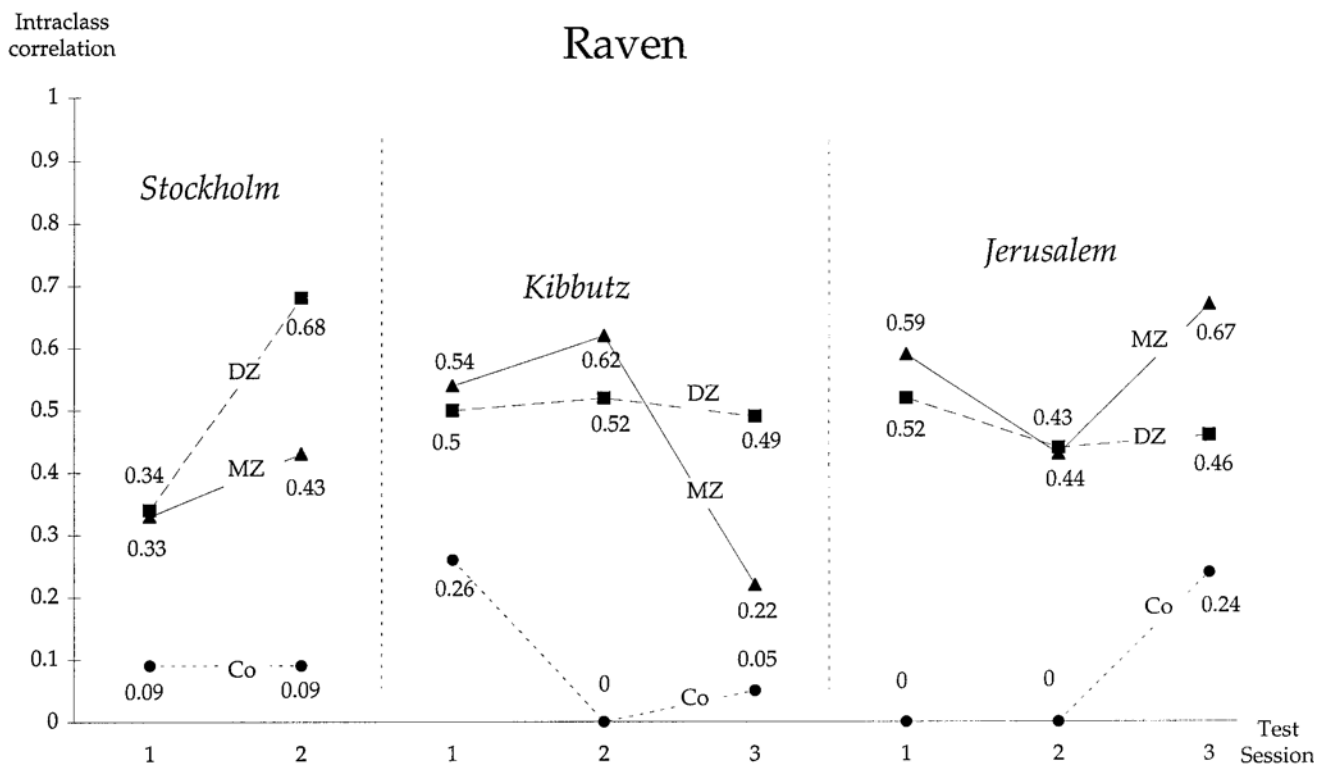 Intraclass
correlation
Raven
1
0.9
0.8
0.7
0.6
0.5
0.4
0.3
0.2
0.1
0
Stockholm
0.68
DZ
0.34
MZ
0.43
0.33
Co
0.09
0.09
Kibbutz
0.54
0.62
DZ
0.5
0.52
0.49
MZ
0.26
0.22
0.05
0
Co
Jerusalem
0.59
MZ
0.67
0.52
0.43
DZ
0.44
0.46
Co
0.24
0
0
1 2 1 2 3 1 2 3
Test
Session